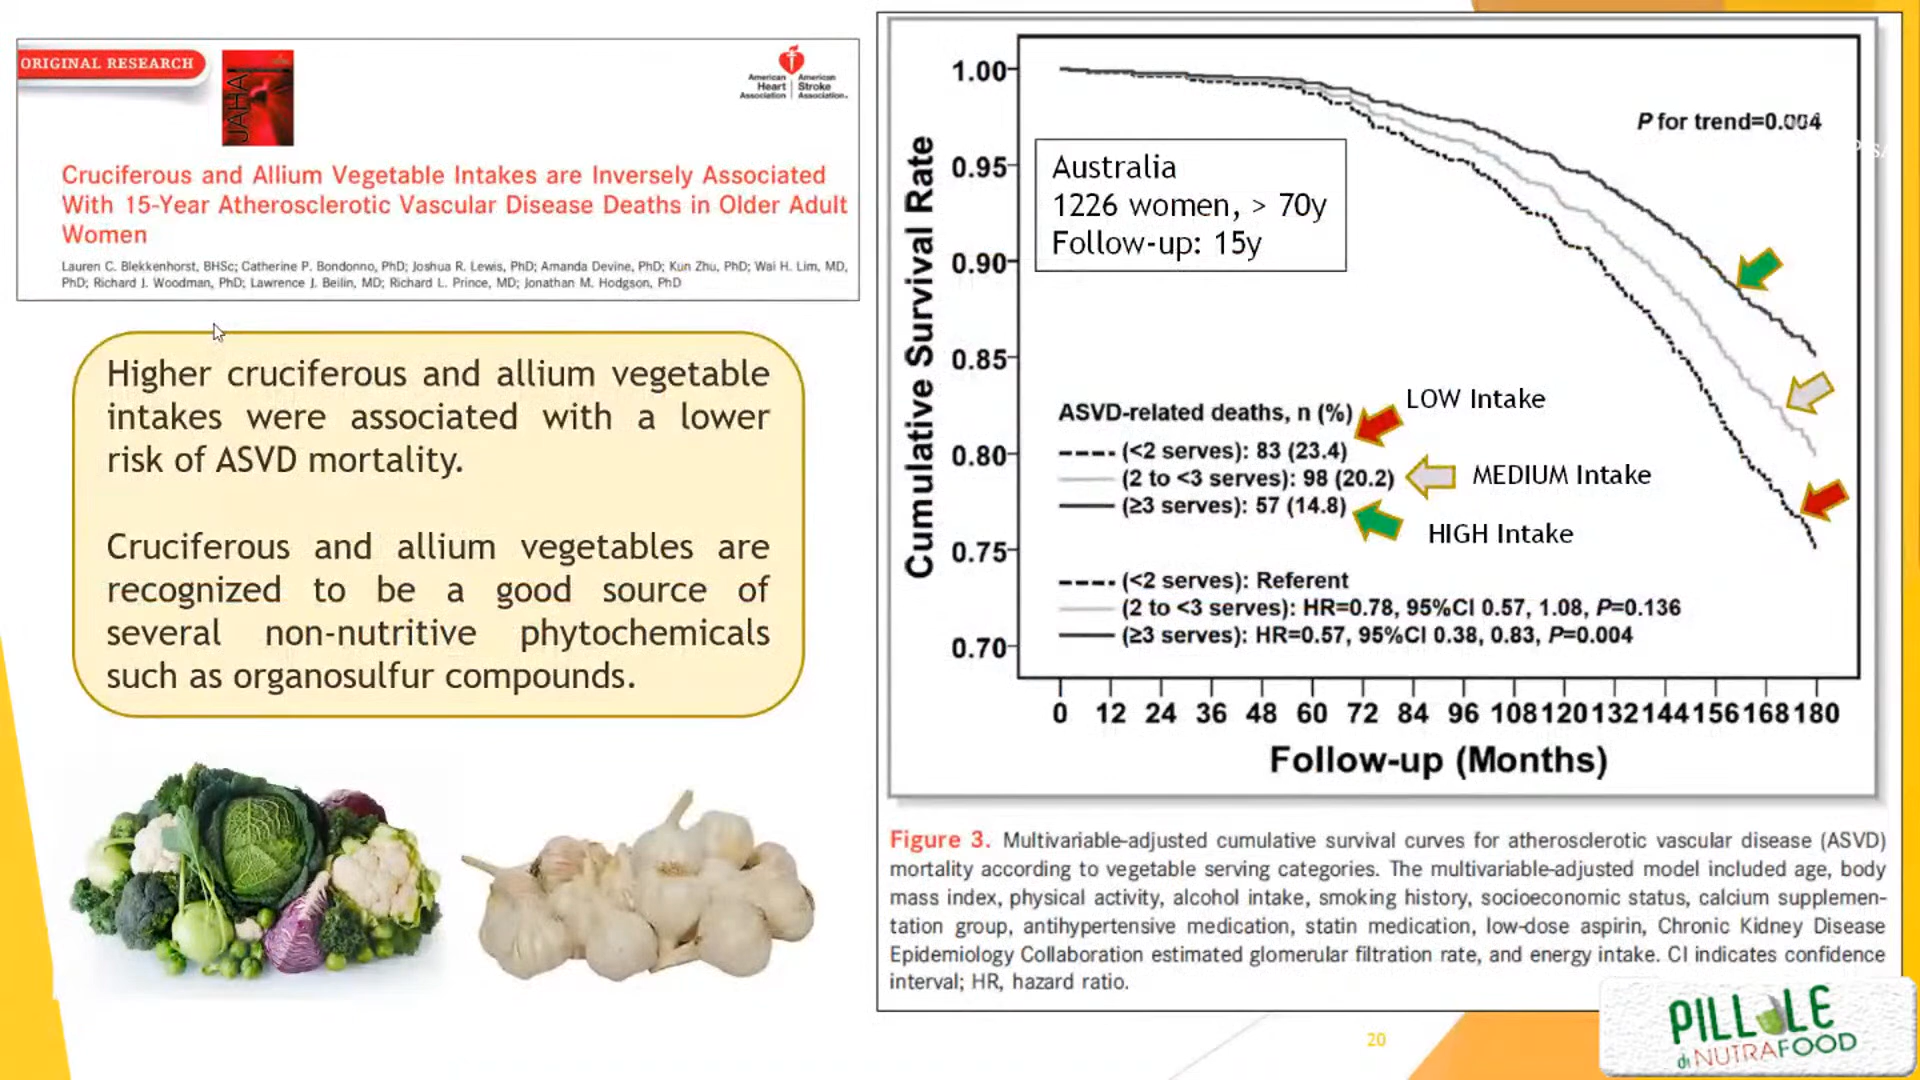 ORIGINAL RESEARCH
JAHA
American Heart Association
American Stroke Association
Cruciferous and Allium Vegetable Intakes are Inversely Associated
With 15-Year Atherosclerotic Vascular Disease Deaths in Older Adult
Women
Lauren C. Blekkenhorst, BHSc; Catherine P. Bondonno, PhD; Joshua R. Lewis, PhD; Amanda Devine, PhD; Kun Zhu, PhD; Wai H. Lim, MD,
PhD; Richard J. Woodman, PhD; Lawrence J. Beilin, MD; Richard L. Prince, MD; Jonathan M. Hodgson, PhD
Higher cruciferous and allium vegetable
intakes were associated with a lower
risk of ASVD mortality.
Cruciferous and allium vegetables are
recognized to be a good source of
several non-nutritive phytochemicals
such as organosulfur compounds.
Cumulative Survival Rate
1.00
0.95
0.90
0.85
0.80
0.75
0.70
P for trend=0.004
Australia
1226 women, > 70y
Follow-up: 15y
ASVD-related deaths, n (%)
LOW Intake
(<2 serves): 83 (23.4)
(2 to <3 serves): 98 (20.2)
MEDIUM Intake
(≥3 serves): 57 (14.8)
HIGH Intake
(<2 serves): Referent
(2 to <3 serves): HR=0.78, 95%CI 0.57, 1.08, P=0.136
(≥3 serves): HR=0.57, 95%CI 0.38, 0.83, P=0.004
0 12 24 36 48 60 72 84 96 108 120 132 144 156 168 180
Follow-up (Months)
Figure 3. Multivariable-adjusted cumulative survival curves for atherosclerotic vascular disease (ASVD)
mortality according to vegetable serving categories. The multivariable-adjusted model included age, body
mass index, physical activity, alcohol intake, smoking history, socioeconomic status, calcium supplemen-
tation group, antihypertensive medication, statin medication, low-dose aspirin, Chronic Kidney Disease
Epidemiology Collaboration estimated glomerular filtration rate, and energy intake. CI indicates confidence
interval; HR, hazard ratio.
20
PILLOLE
di NUTRAFOOD